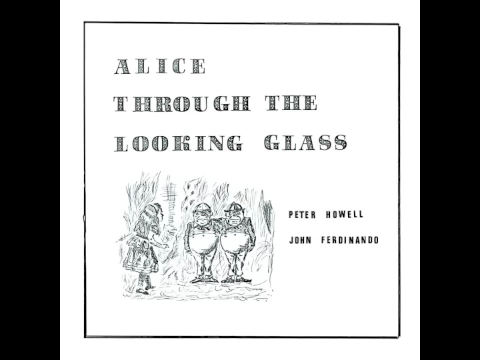 ALICE
THROUGH THE
LOOKING GLASS
PETER HOWELL
JOHN FERDINANDO